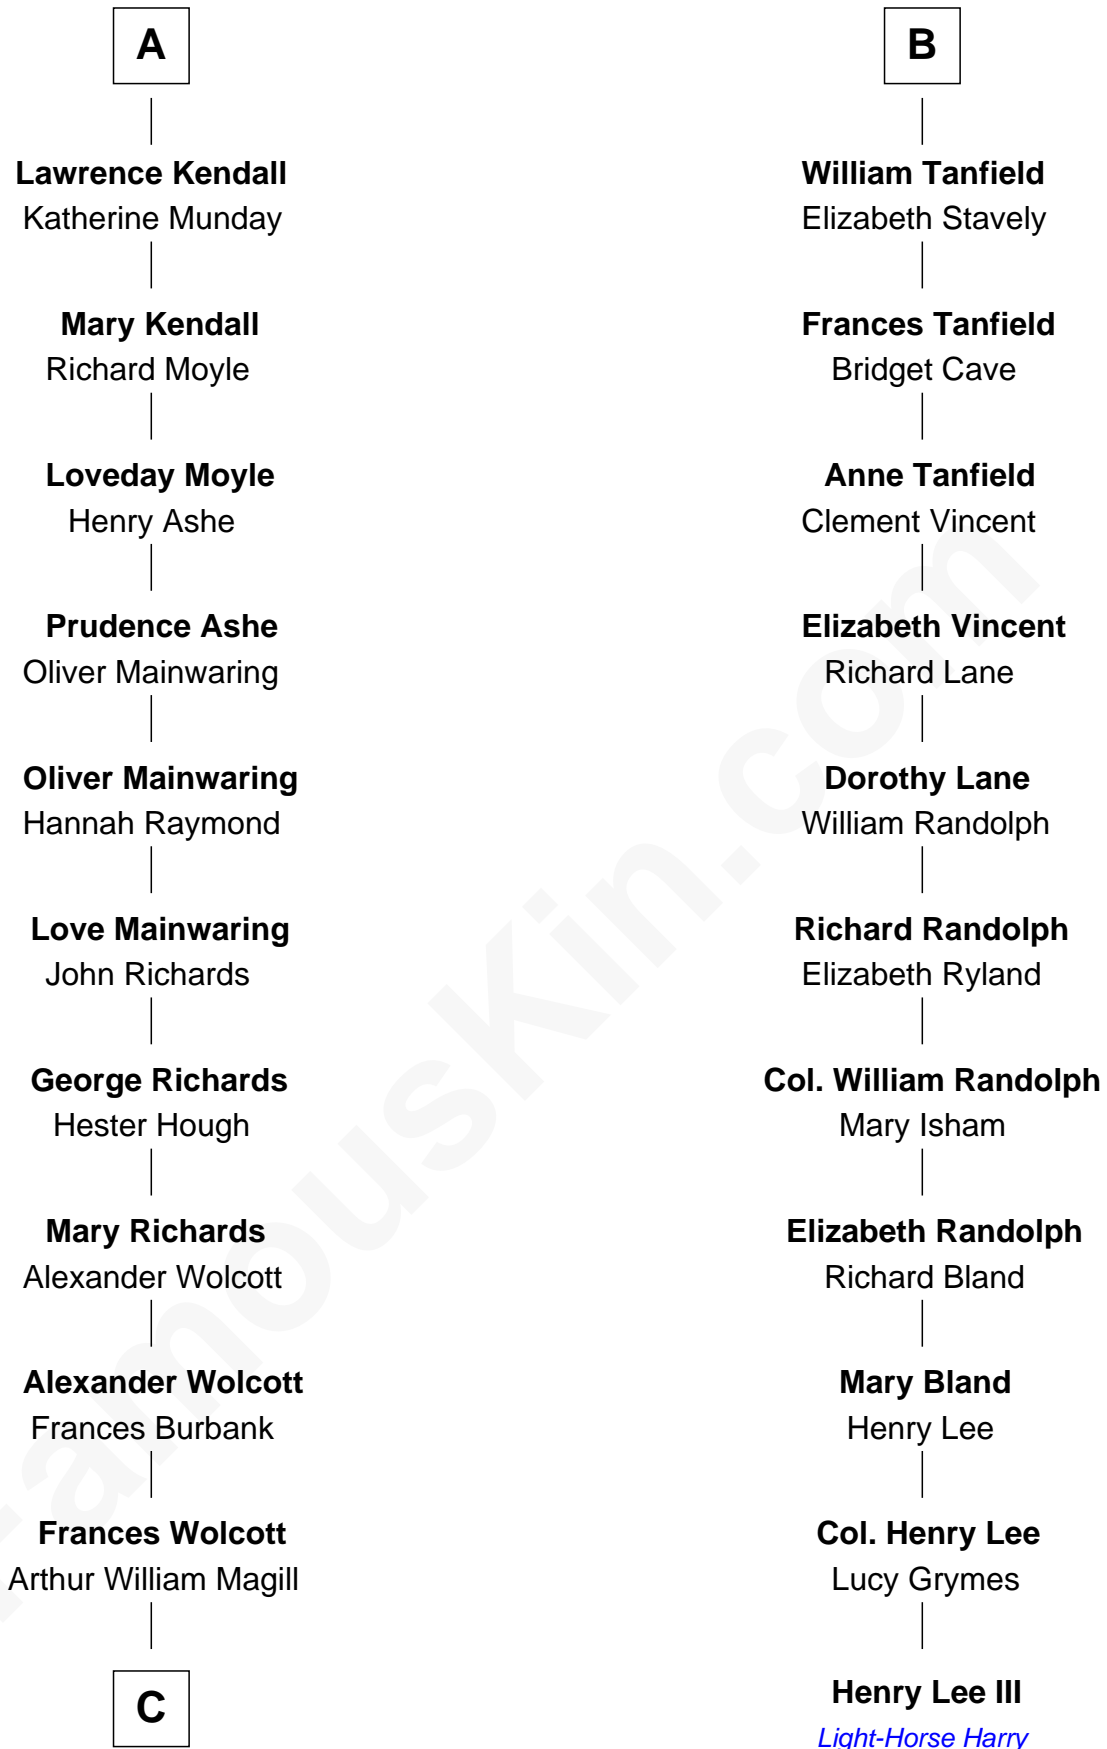 A
Lawrence Kendall
Katherine Munday
Mary Kendall
Richard Moyle
Loveday Moyle
Henry Ashe
Prudence Ashe
Oliver Mainwaring
Oliver Mainwaring
Hannah Raymond
Love Mainwaring
John Richards
George Richards
Hester Hough
Mary Richards
Alexander Wolcott
Alexander Wolcott
Frances Burbank
Frances Wolcott
Arthur William Magill
C
B
William Tanfield
Elizabeth Stavely
Frances Tanfield
Bridget Cave
Anne Tanfield
Clement Vincent
Elizabeth Vincent
Richard Lane
Dorothy Lane
William Randolph
Richard Randolph
Elizabeth Ryland
Col. William Randolph
Mary Isham
Elizabeth Randolph
Richard Bland
Mary Bland
Henry Lee
Col. Henry Lee
Lucy Grymes
Henry Lee III
Light-Horse Harry
FamousKin.com